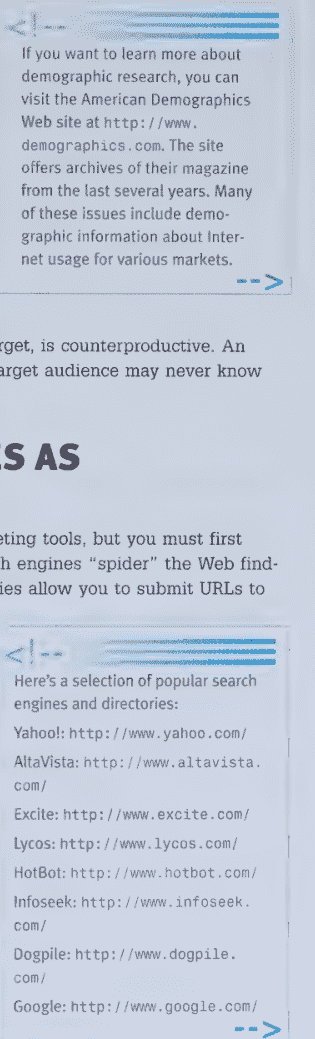 <!--
If you want to learn more about
demographic research, you can
visit the American Demographics
Web site at http://www.
demographics.com. The site
offers archives of their magazine
from the last several years. Many
of these issues include demo-
graphic information about Inter-
net usage for various markets.
-->
rget, is counterproductive. An
arget audience may never know
ES AS
eting tools, but you must first
h engines “spider” the Web find-
ies allow you to submit URLs to
<!--
Here’s a selection of popular search
engines and directories:
Yahoo!: http://www.yahoo.com/
AltaVista: http://www.altavista.
com/
Excite: http://www.excite.com/
Lycos: http://www.lycos.com/
HotBot: http://www.hotbot.com/
Infoseek: http://www.infoseek.
com/
Dogpile: http://www.dogpile.
com/
Google: http://www.google.com/
-->